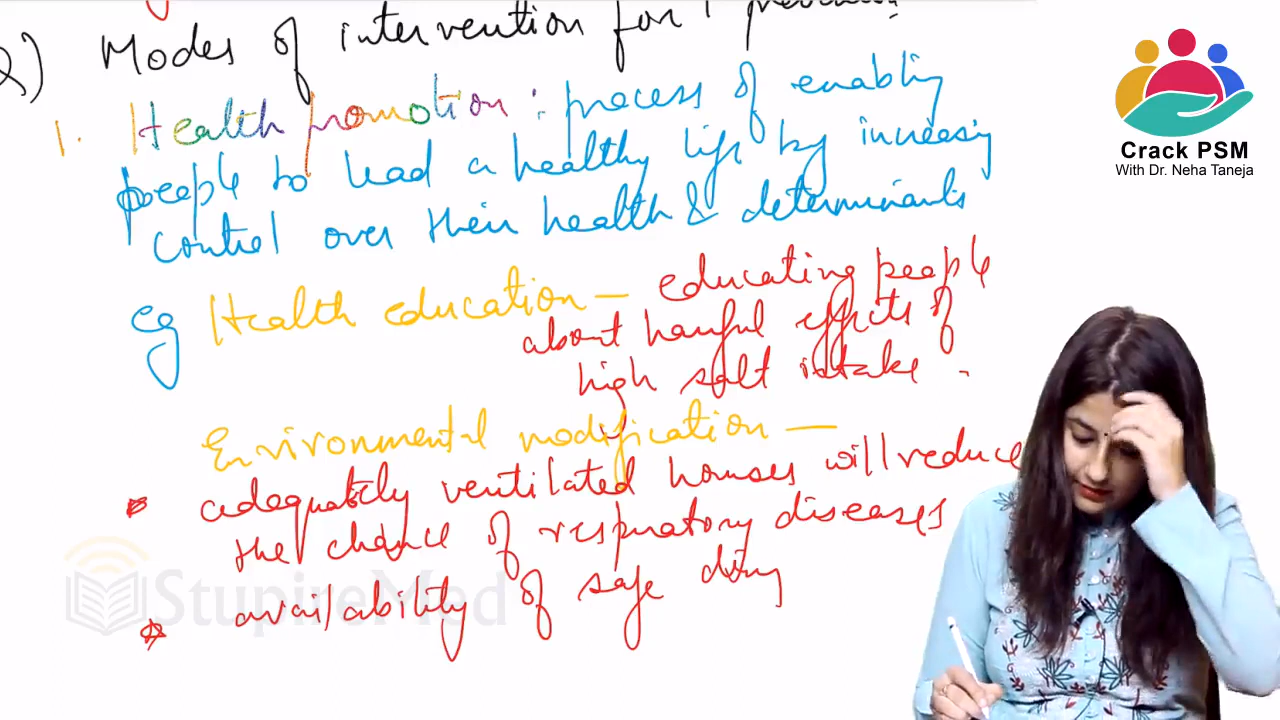 2) Modes of intervention for 1° prevention
1. Health promotion : process of enabling
people to lead a healthy life by increasing
control over their health & determinants
eg Health education — educating people
about harmful effects of
high salt intake.
Environmental modification —
* adequately ventilated houses will reduce
the chance of respiratory diseases
* availability of safe
Crack PSM
With Dr. Neha Taneja
StupireMed